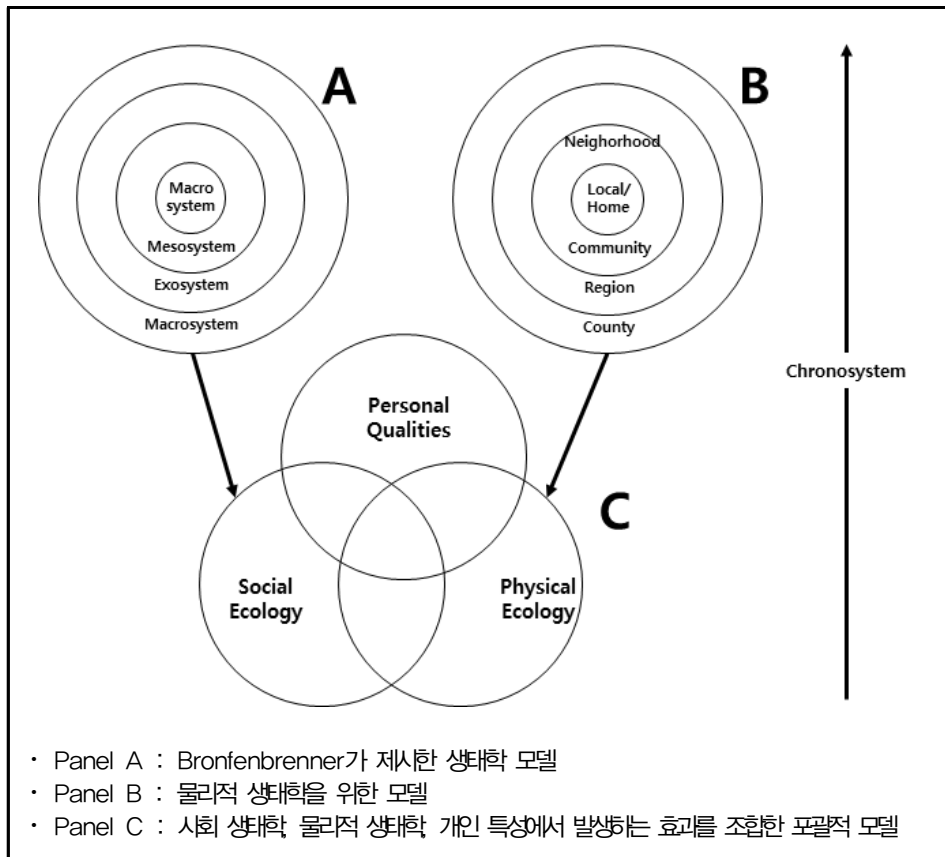 A
B
Macro
system
Mesosystem
Exosystem
Macrosystem
Neighorhood
Local/
Home
Community
Region
County
Chronosystem
Personal
Qualities
C
Social
Ecology
Physical
Ecology
· Panel A : Bronfenbrenner가 제시한 생태학 모델
· Panel B : 물리적 생태학을 위한 모델
· Panel C : 사회 생태학, 물리적 생태학, 개인 특성에서 발생하는 효과를 조합한 포괄적 모델